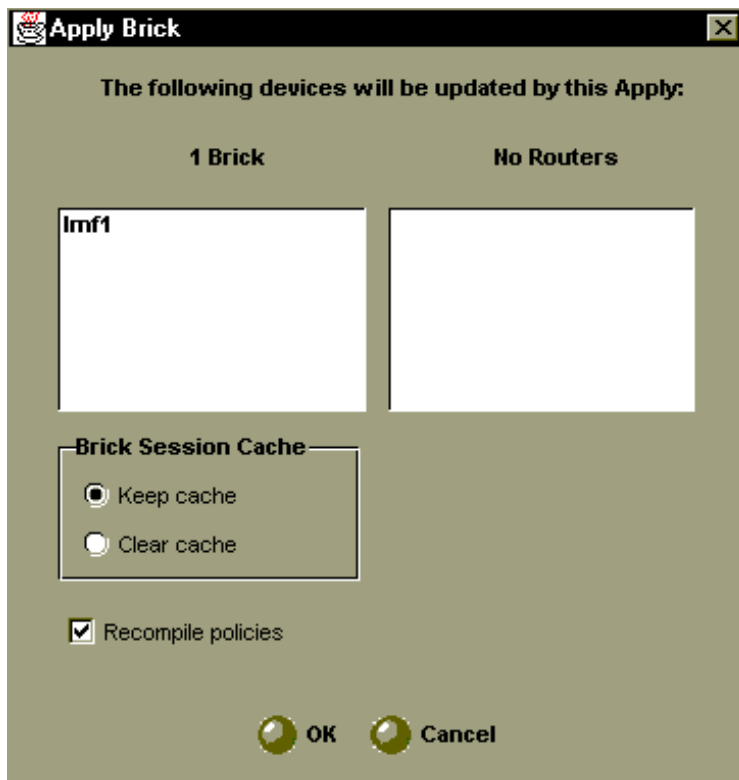 Apply Brick
The following devices will be updated by this Apply:
1 Brick
No Routers
lmf1
Brick Session Cache
Keep cache
Clear cache
Recompile policies
OK
Cancel